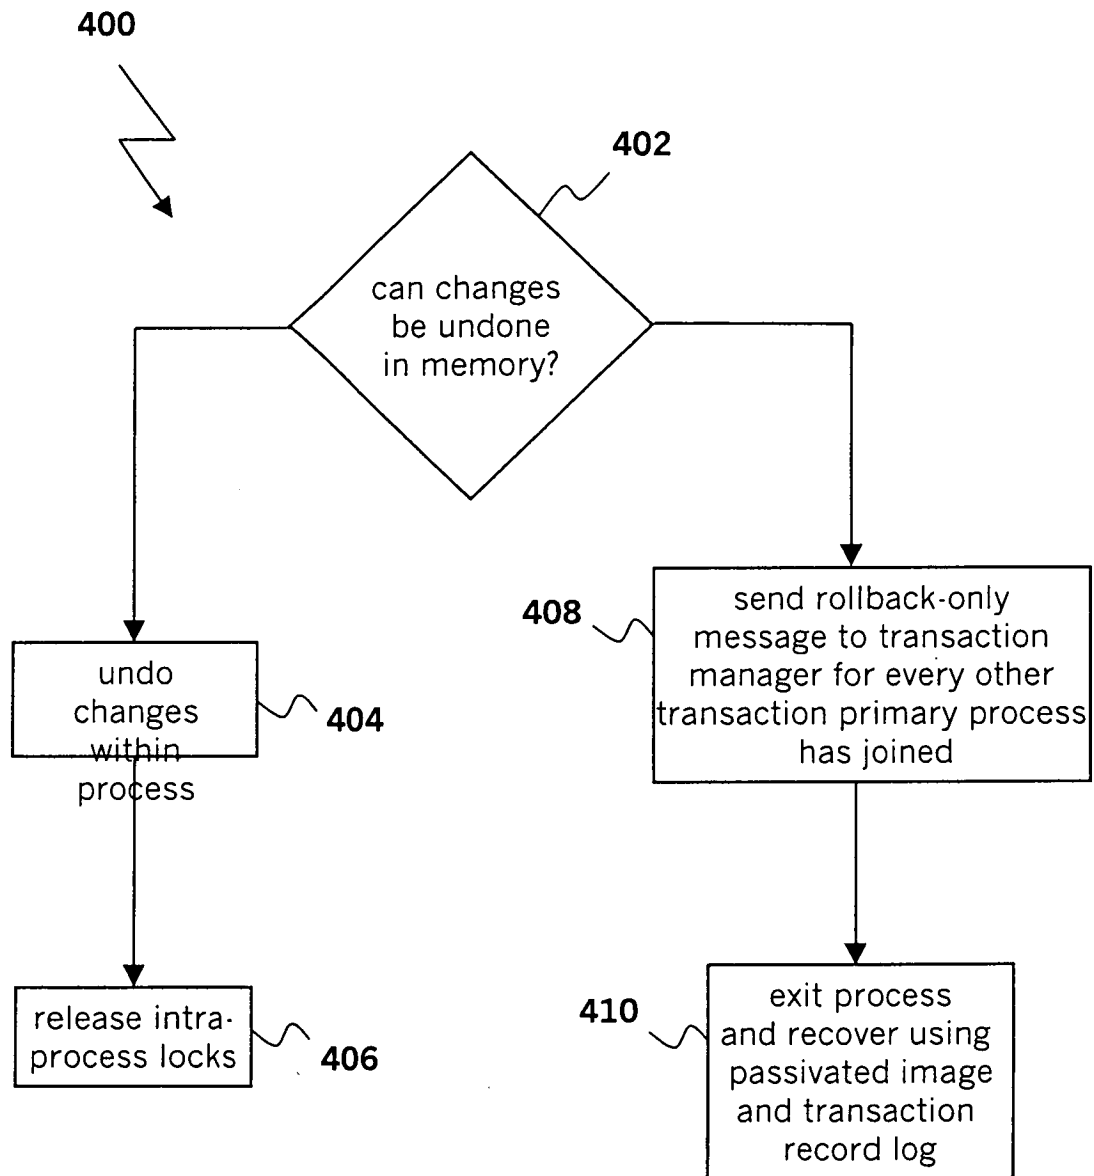 400
402
can changes
be undone
in memory?
408
send rollback-only
message to transaction
manager for every other
transaction primary process
has joined
undo
changes
within
process
404
release intra-
process locks
406
410
exit process
and recover using
passivated image
and transaction
record log